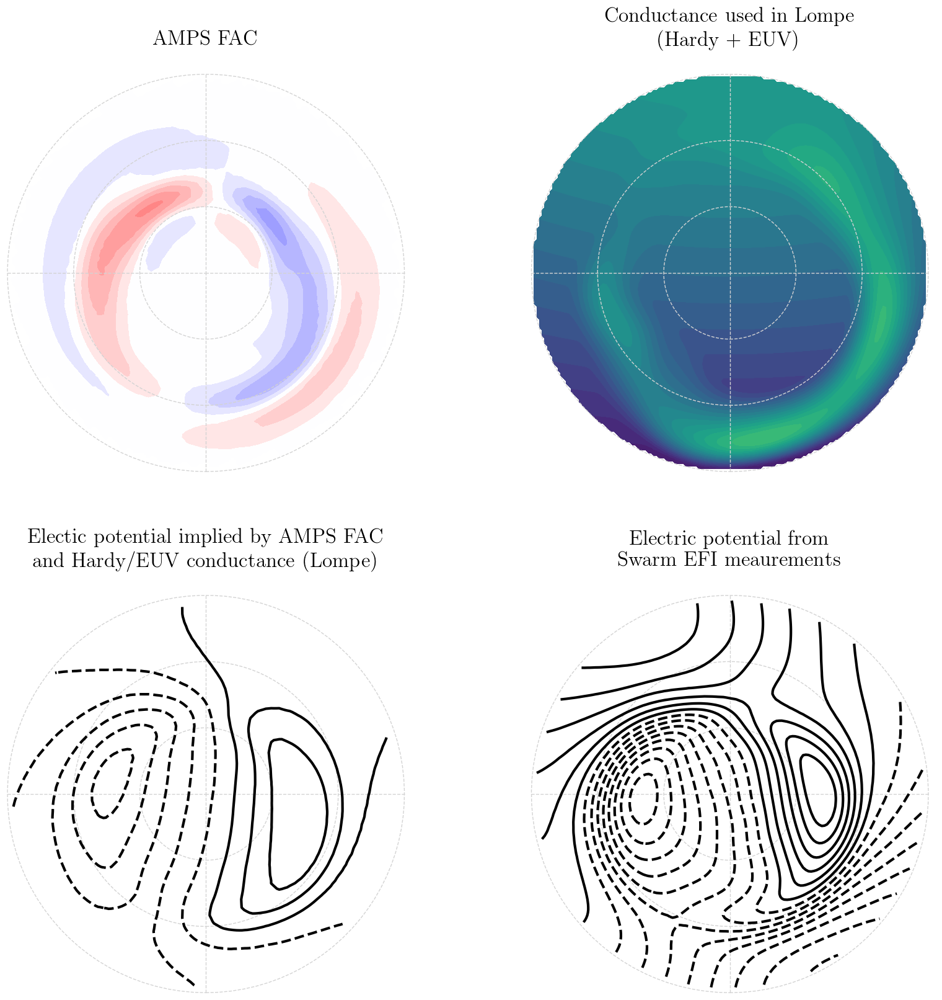 AMPS FAC
Conductance used in Lompe
(Hardy + EUV)
Electic potential implied by AMPS FAC
and Hardy/EUV conductance (Lompe)
Electric potential from
Swarm EFI meaurements